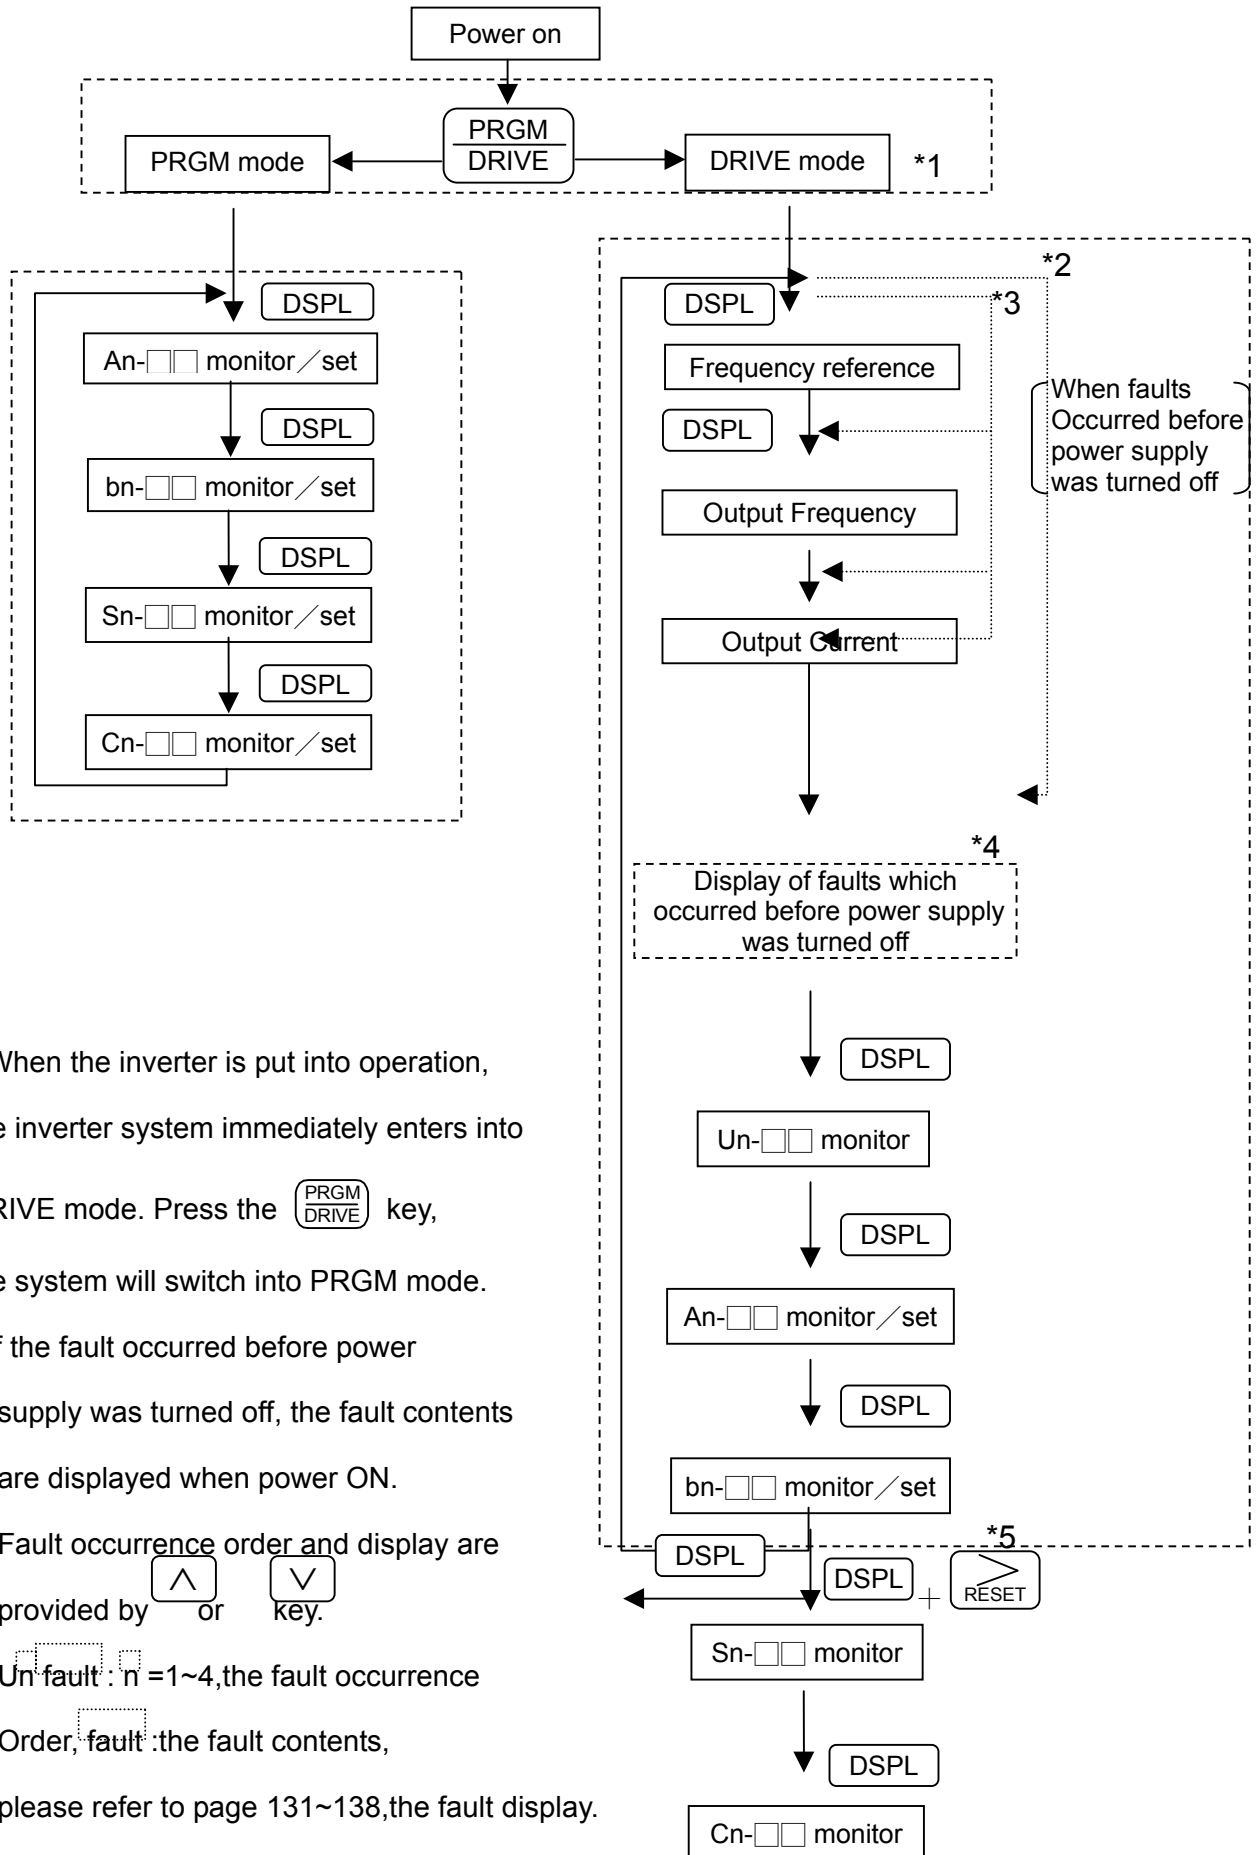 Power on
PRGM
DRIVE
PRGM mode
DRIVE mode
*1
DSPL
An-□□ monitor／set
DSPL
bn-□□ monitor／set
DSPL
Sn-□□ monitor／set
DSPL
Cn-□□ monitor／set
*2
*3
DSPL
Frequency reference
DSPL
Output Frequency
Output Current
When faults
Occurred before
power supply
was turned off
*4
Display of faults which
occurred before power supply
was turned off
DSPL
Un-□□ monitor
DSPL
An-□□ monitor／set
DSPL
bn-□□ monitor／set
*5
DSPL
DSPL + > RESET
Sn-□□ monitor
DSPL
Cn-□□ monitor
When the inverter is put into operation,
e inverter system immediately enters into
RIVE mode. Press the PRGM DRIVE key,
e system will switch into PRGM mode.
f the fault occurred before power
supply was turned off, the fault contents
are displayed when power ON.
Fault occurrence order and display are
provided by ∧ or ∨ key.
Un fault : n =1~4,the fault occurrence
Order, fault :the fault contents,
please refer to page 131~138,the fault display.